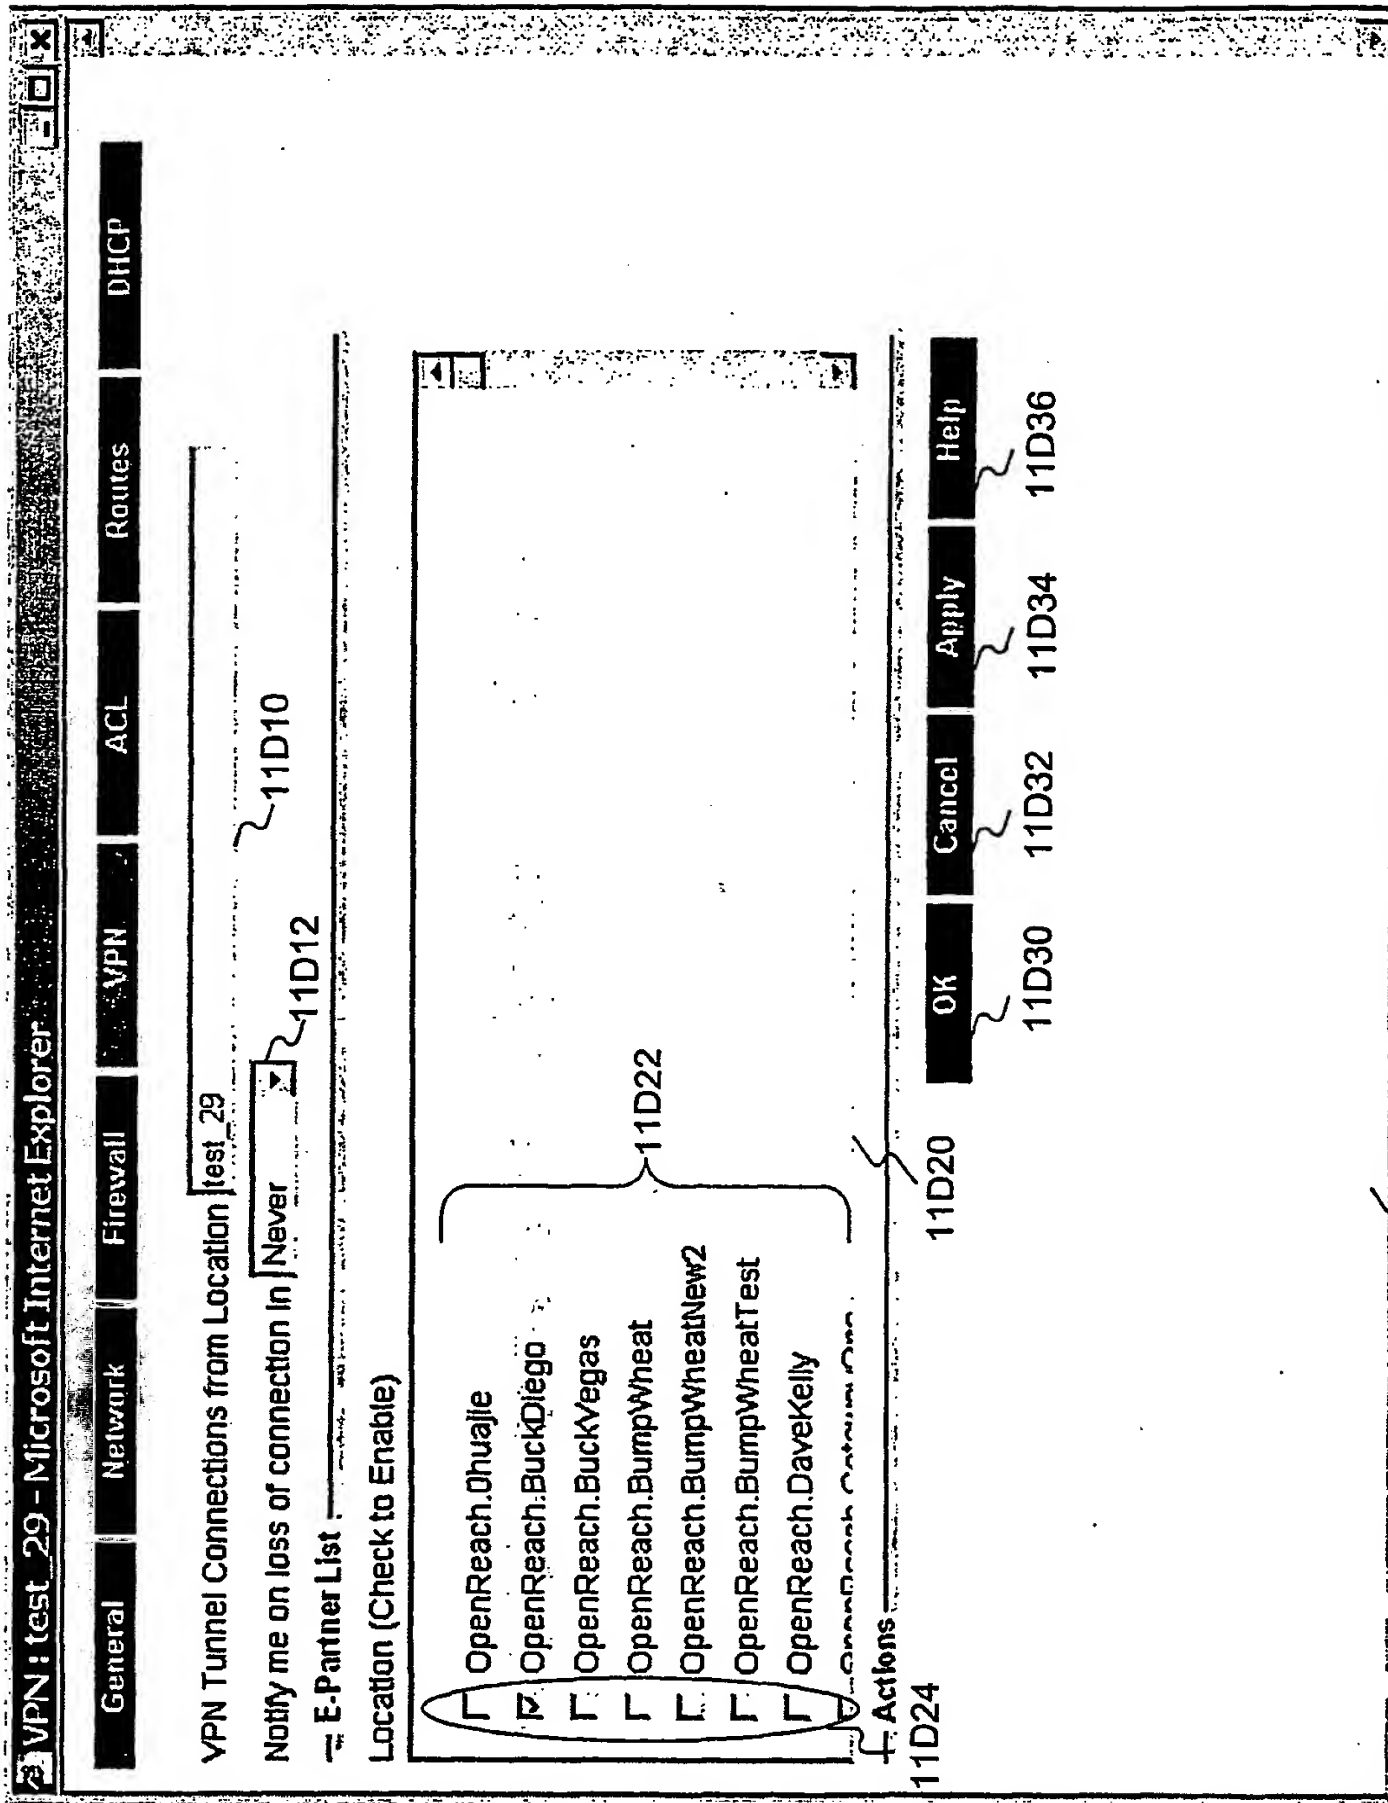 VPN : test_29 - Microsoft Internet Explorer
General Network Firewall VPN ACL Routes DHCP
VPN Tunnel Connections from Location test_29
11D10
Notify me on loss of connection in Never
11D12
E-Partner List
Location (Check to Enable)
OpenReach.0huajie
OpenReach.BuckDiego
OpenReach.BuckVegas
OpenReach.BumpWheat
11D22
OpenReach.BumpWheatNew2
OpenReach.BumpWheatTest
OpenReach.DaveKelly
Actions
11D24
11D20
OK Cancel Apply Help
11D30 11D32 11D34 11D36